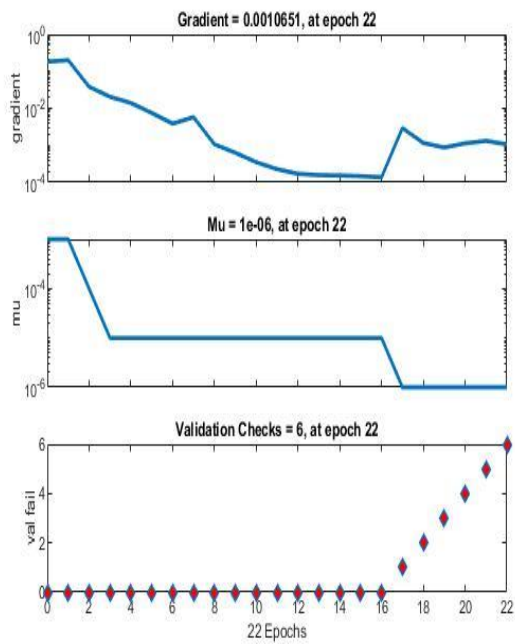 Gradient = 0.0010651, at epoch 22
10^0
10^-2
10^-4
gradient
Mu = 1e-06, at epoch 22
10^-4
10^-6
mu
Validation Checks = 6, at epoch 22
6
4
2
0
val fail
0 2 4 6 8 10 12 14 16 18 20 22
22 Epochs